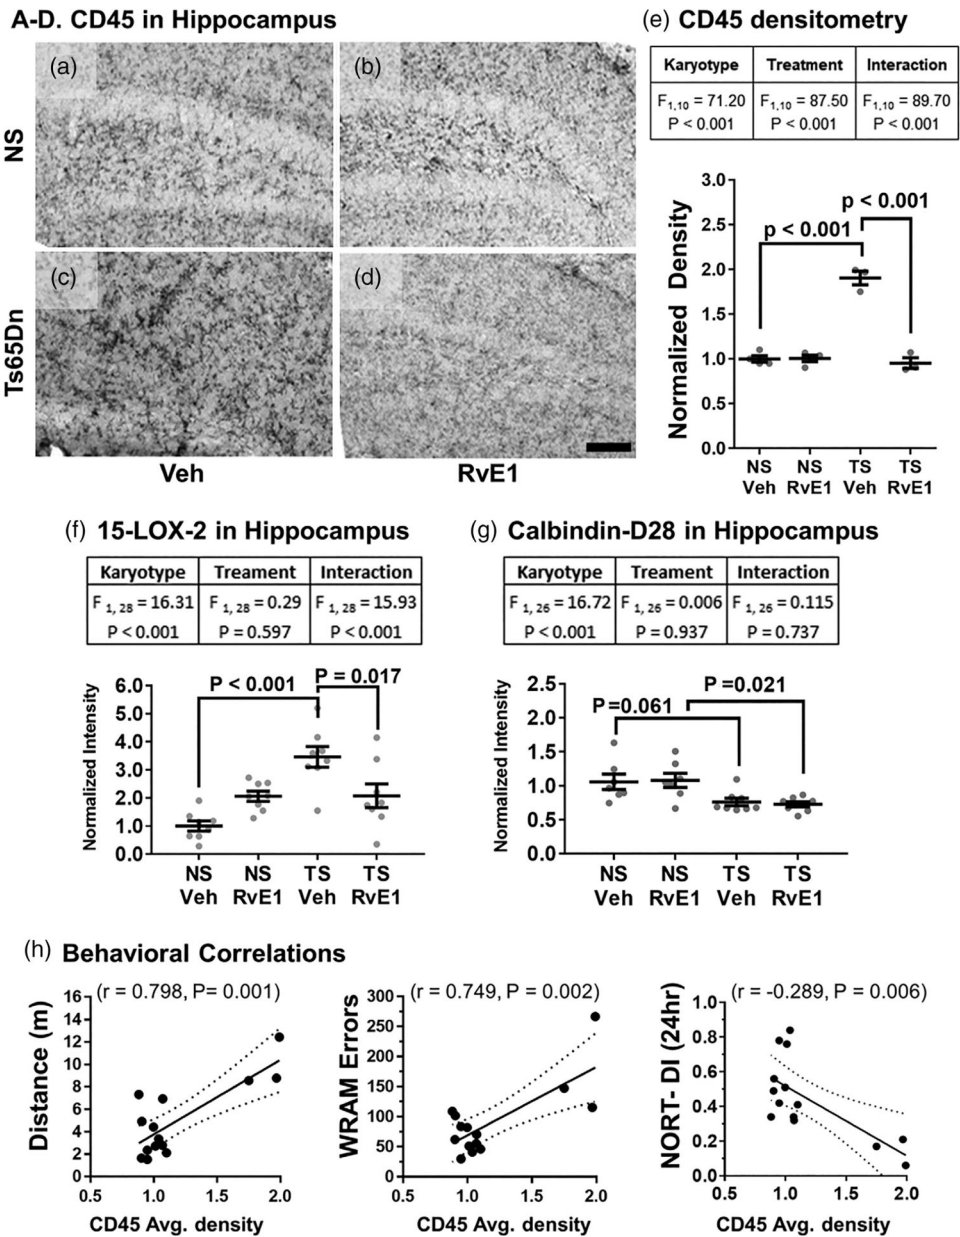 A-D. CD45 in Hippocampus
(a)
(b)
NS
(c)
(d)
Ts65Dn
Veh
RvE1
(e) CD45 densitometry
Karyotype Treatment Interaction
F1,10 = 71.20 F1,10 = 87.50 F1,10 = 89.70
P < 0.001 P < 0.001 P < 0.001
Normalized Density
3.0
2.5
2.0
1.5
1.0
0.5
0.0
p < 0.001
p < 0.001
NS NS TS TS
Veh RvE1 Veh RvE1
(f) 15-LOX-2 in Hippocampus
Karyotype Treament Interaction
F 1, 28 = 16.31 F 1, 28 = 0.29 F 1, 28 = 15.93
P < 0.001 P = 0.597 P < 0.001
Normalized Intensity
6.0
5.0
4.0
3.0
2.0
1.0
0.0
P < 0.001
P = 0.017
NS NS TS TS
Veh RvE1 Veh RvE1
(g) Calbindin-D28 in Hippocampus
Karyotype Treament Interaction
F 1, 26 = 16.72 F 1, 26 = 0.006 F 1, 26 = 0.115
P < 0.001 P = 0.937 P = 0.737
Normalized Intensity
2.5
2.0
1.5
1.0
0.5
0.0
P =0.061
P =0.021
NS NS TS TS
Veh RvE1 Veh RvE1
(h) Behavioral Correlations
(r = 0.798, P= 0.001)
Distance (m)
16
14
12
10
8
6
4
2
0
0.5 1.0 1.5 2.0
CD45 Avg. density
(r = 0.749, P = 0.002)
WRAM Errors
300
250
200
150
100
50
0
0.5 1.0 1.5 2.0
CD45 Avg. density
(r = -0.289, P = 0.006)
NORT- DI (24hr)
1.0
0.8
0.6
0.4
0.2
0.0
0.5 1.0 1.5 2.0
CD45 Avg. density